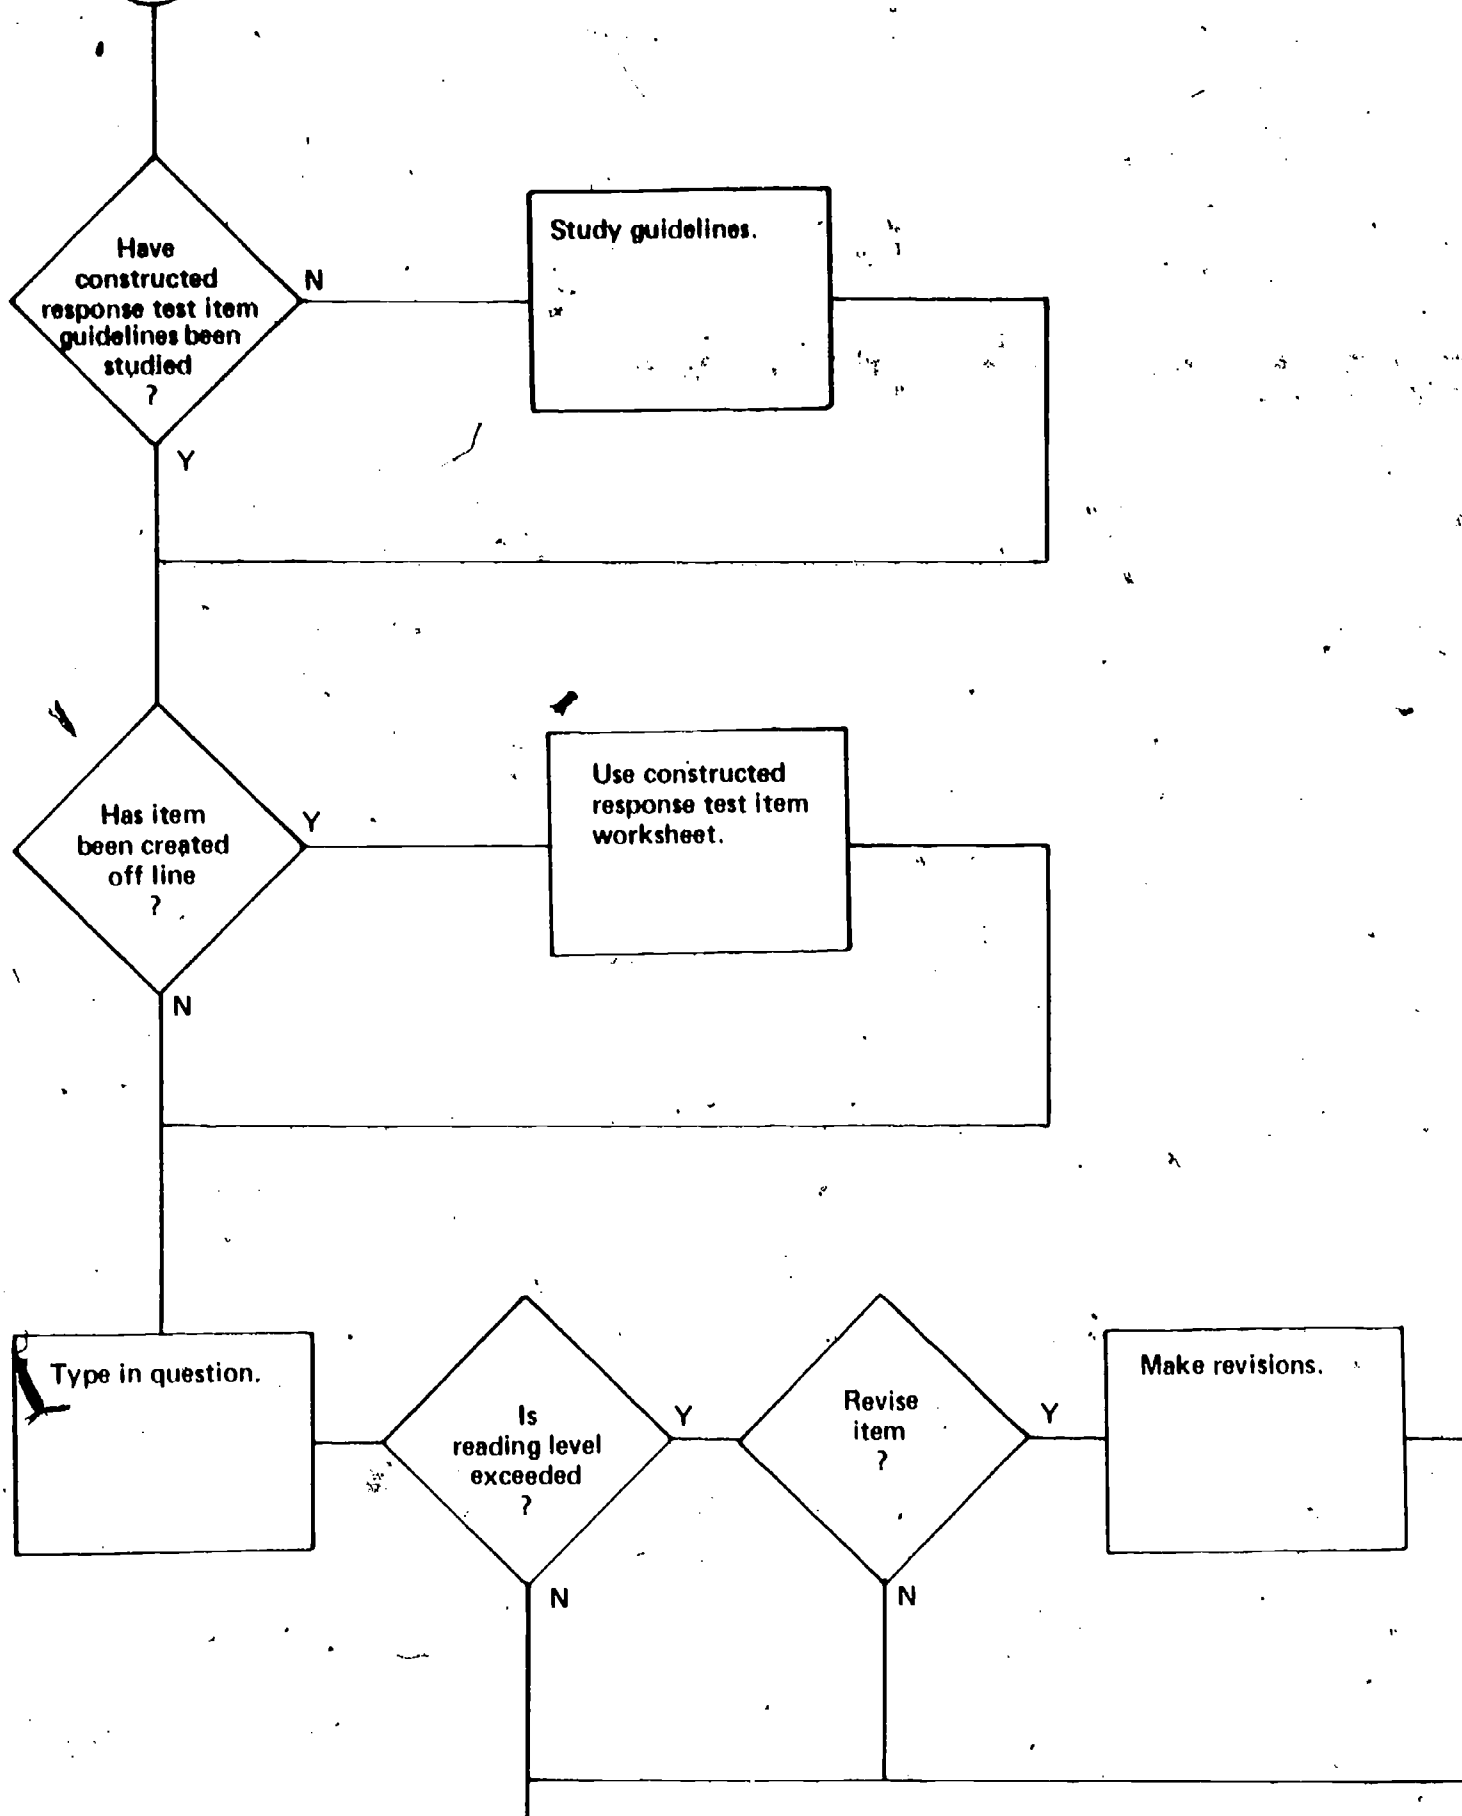 Have
constructed
response test item
guidelines been
studied
?
N
Y
Study guidelines.
Has item
been created
off line
?
Y
N
Use constructed
response test item
worksheet.
Type in question.
Is
reading level
exceeded
?
Y
N
Revise
item
?
Y
N
Make revisions.